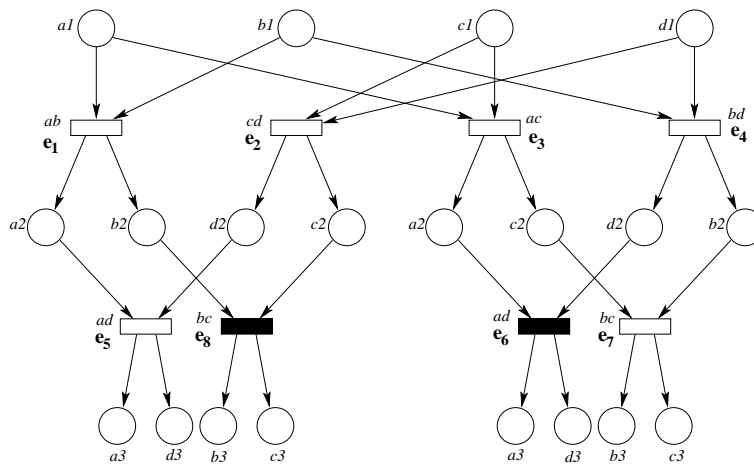 a1 b1 c1 d1
ab cd ac bd
e1 e2 e3 e4
a2 b2 d2 c2 a2 c2 d2 b2
ad bc ad bc
e5 e8 e6 e7
a3 d3 b3 c3 a3 d3 b3 c3